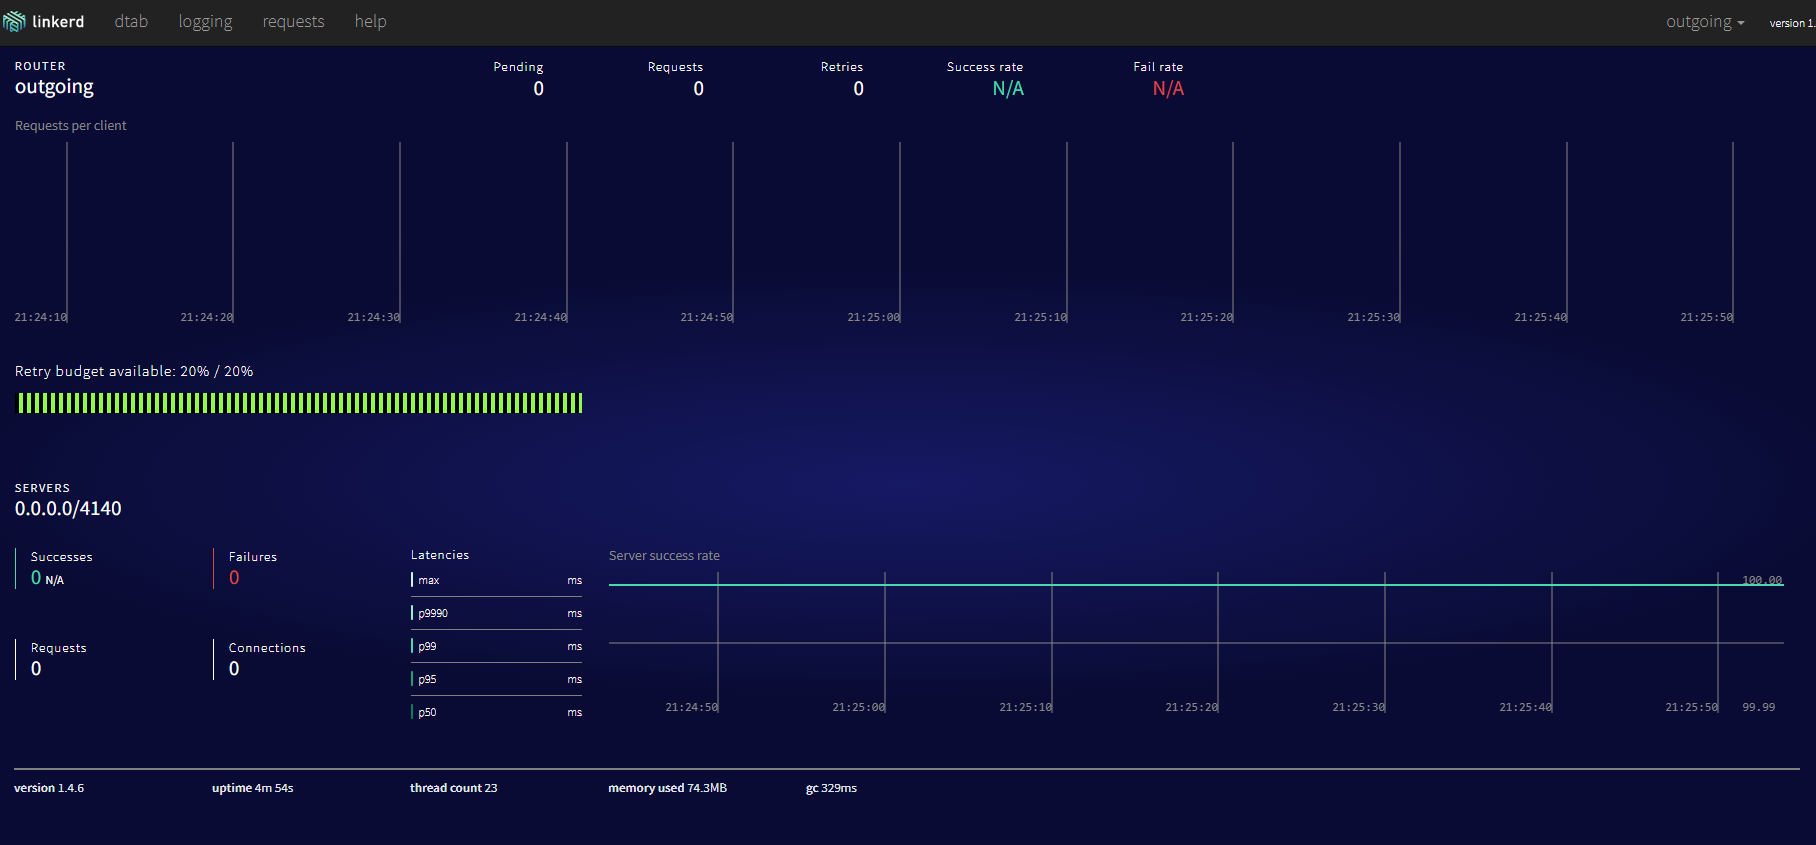 linkerd dtab logging requests help outgoing version 1.
ROUTER
outgoing
Pending Requests Retries Success rate Fail rate
0 0 0 N/A N/A
Requests per client
21:24:10 21:24:20 21:24:30 21:24:40 21:24:50 21:25:00 21:25:10 21:25:20 21:25:30 21:25:40 21:25:50
Retry budget available: 20% / 20%
SERVERS
0.0.0.0/4140
Successes
0 N/A
Failures
0
Requests
0
Connections
0
Latencies
max ms
p9990 ms
p99 ms
p95 ms
p50 ms
Server success rate
100.00
21:24:50 21:25:00 21:25:10 21:25:20 21:25:30 21:25:40 21:25:50 99.99
version 1.4.6 uptime 4m 54s thread count 23 memory used 74.3MB gc 329ms